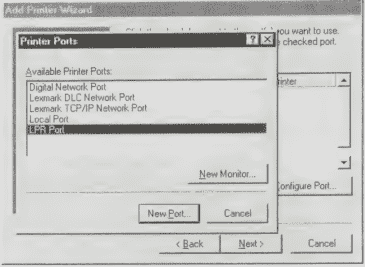 Add Printer Wizard
you want to use.
checked port.
Printer Ports
Available Printer Ports:
Digital Network Port
Lexmark DLC Network Port
Lexmark TCP/IP Network Port
Local Port
LPR Port
New Monitor...
New Port...
Cancel
Configure Port...
< Back
Next >
Cancel